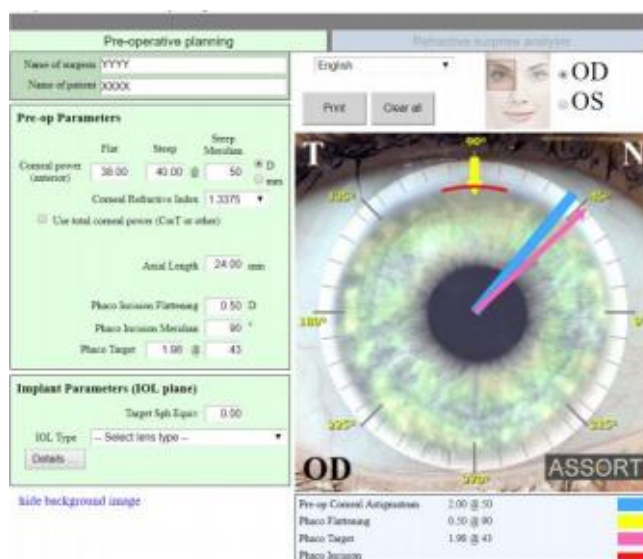 Pre-operative planning
Refractive surprise analysis
Name of surgeon YYYY
Name of patient XXXX
English
OD
OS
Print
Clear all
Pre-op Parameters
Flat Steep Steep Meridian
Corneal power (anterior) 38.00 40.00 @ 50 D
mm
Corneal Refractive Index 1.3375
Use total corneal power (CorT or other)
Axial Length 24.00 mm
Phaco Incision Flattening 0.50 D
Phaco Incision Meridian 90 °
Phaco Target 1.98 @ 43
Implant Parameters (IOL plane)
Target Sph Equiv 0.00
IOL Type -- Select lens type --
Details ...
hide background image
T
N
90°
45°
135°
180°
225°
315°
270°
OD
ASSORT
Pre-op Corneal Astigmatism 2.00 @ 50
Phaco Flattening 0.50 @ 90
Phaco Target 1.98 @ 43
Phaco Incision